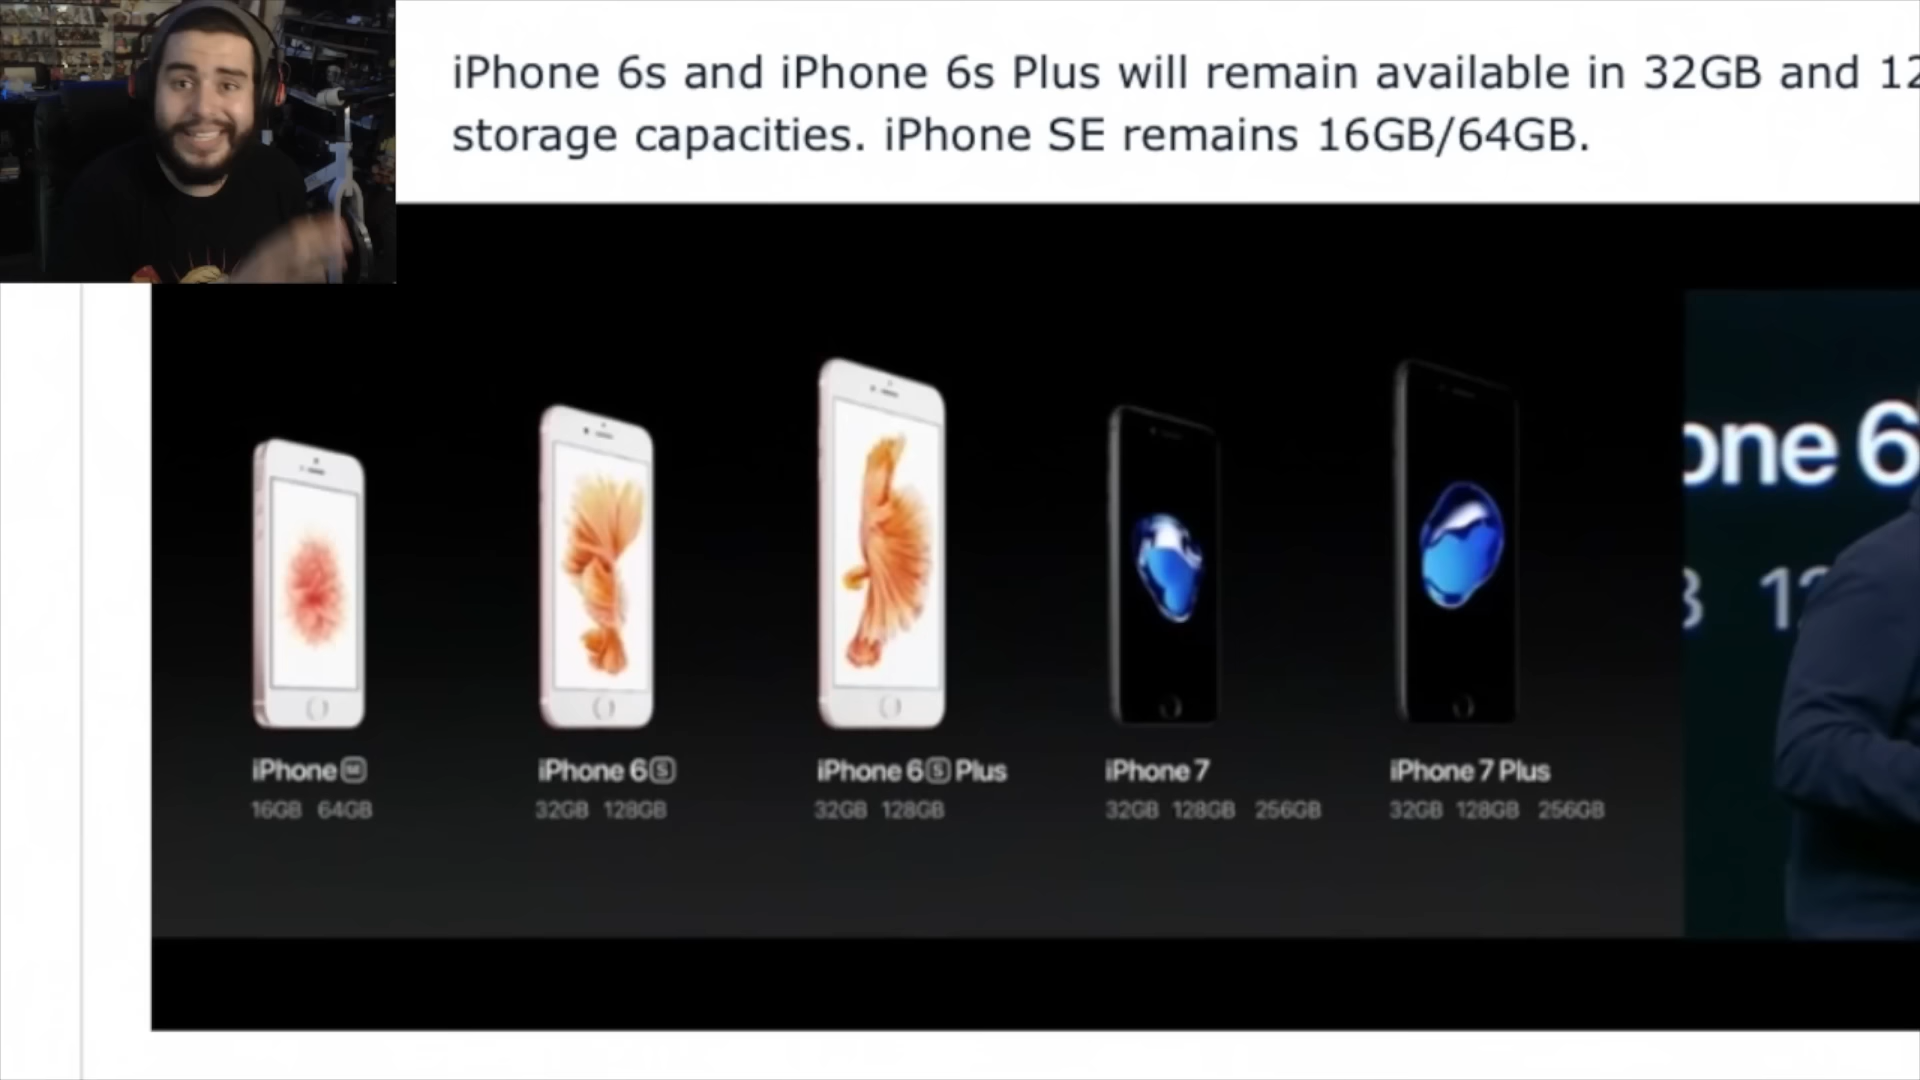 iPhone 6s and iPhone 6s Plus will remain available in 32GB and 12
storage capacities. iPhone SE remains 16GB/64GB.
one 6
12
iPhone SE
iPhone 6S
iPhone 6S Plus
iPhone 7
iPhone 7 Plus
16GB 64GB
32GB 128GB
32GB 128GB
32GB 128GB 256GB
32GB 128GB 256GB